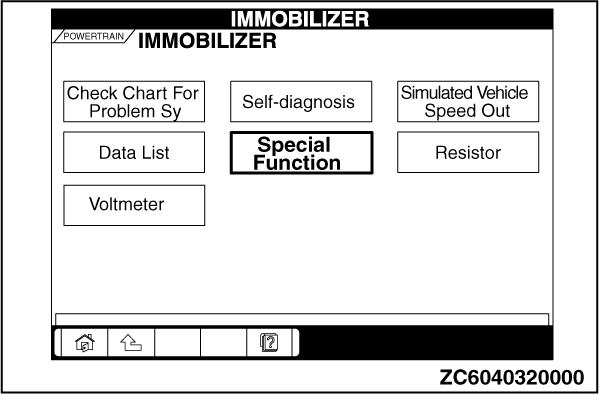 IMMOBILIZER
POWERTRAIN
IMMOBILIZER
Check Chart For
Problem Sy
Self-diagnosis
Simulated Vehicle
Speed Out
Data List
Special
Function
Resistor
Voltmeter
?
ZC6040320000